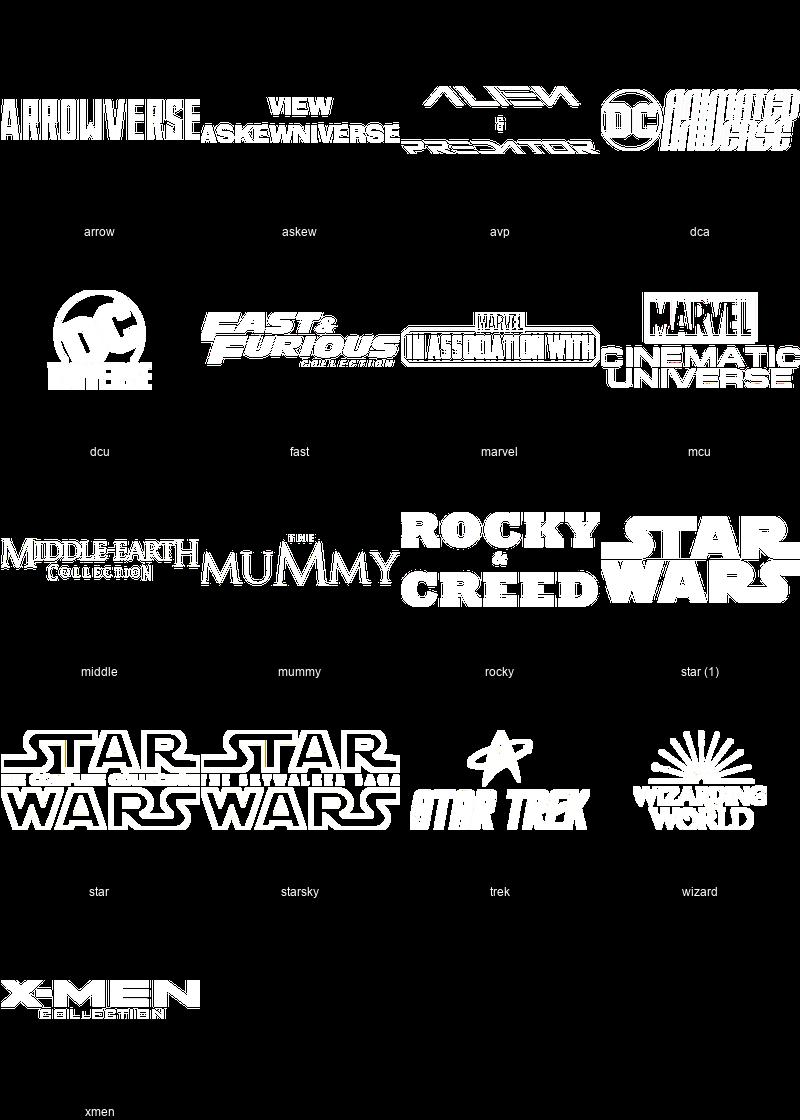 ARROWVERSE
VIEW
ASKEWNIVERSE
ALIEN
&
PREDATOR
DC ANIMATED
UNIVERSE
arrow
askew
avp
dca
DC
UNIVERSE
FAST &
FURIOUS
COLLECTION
MARVEL
IN ASSOCIATION WITH
MARVEL
CINEMATIC
UNIVERSE
dcu
fast
marvel
mcu
MIDDLE-EARTH
COLLECTION
THE
MUMMY
ROCKY
&
CREED
STAR
WARS
middle
mummy
rocky
star (1)
STAR
THE COMPLETE COLLECTION
WARS
STAR
THE SKYWALKER SAGA
WARS
STAR TREK
WIZARDING
WORLD
star
starsky
trek
wizard
X-MEN
COLLECTION
xmen